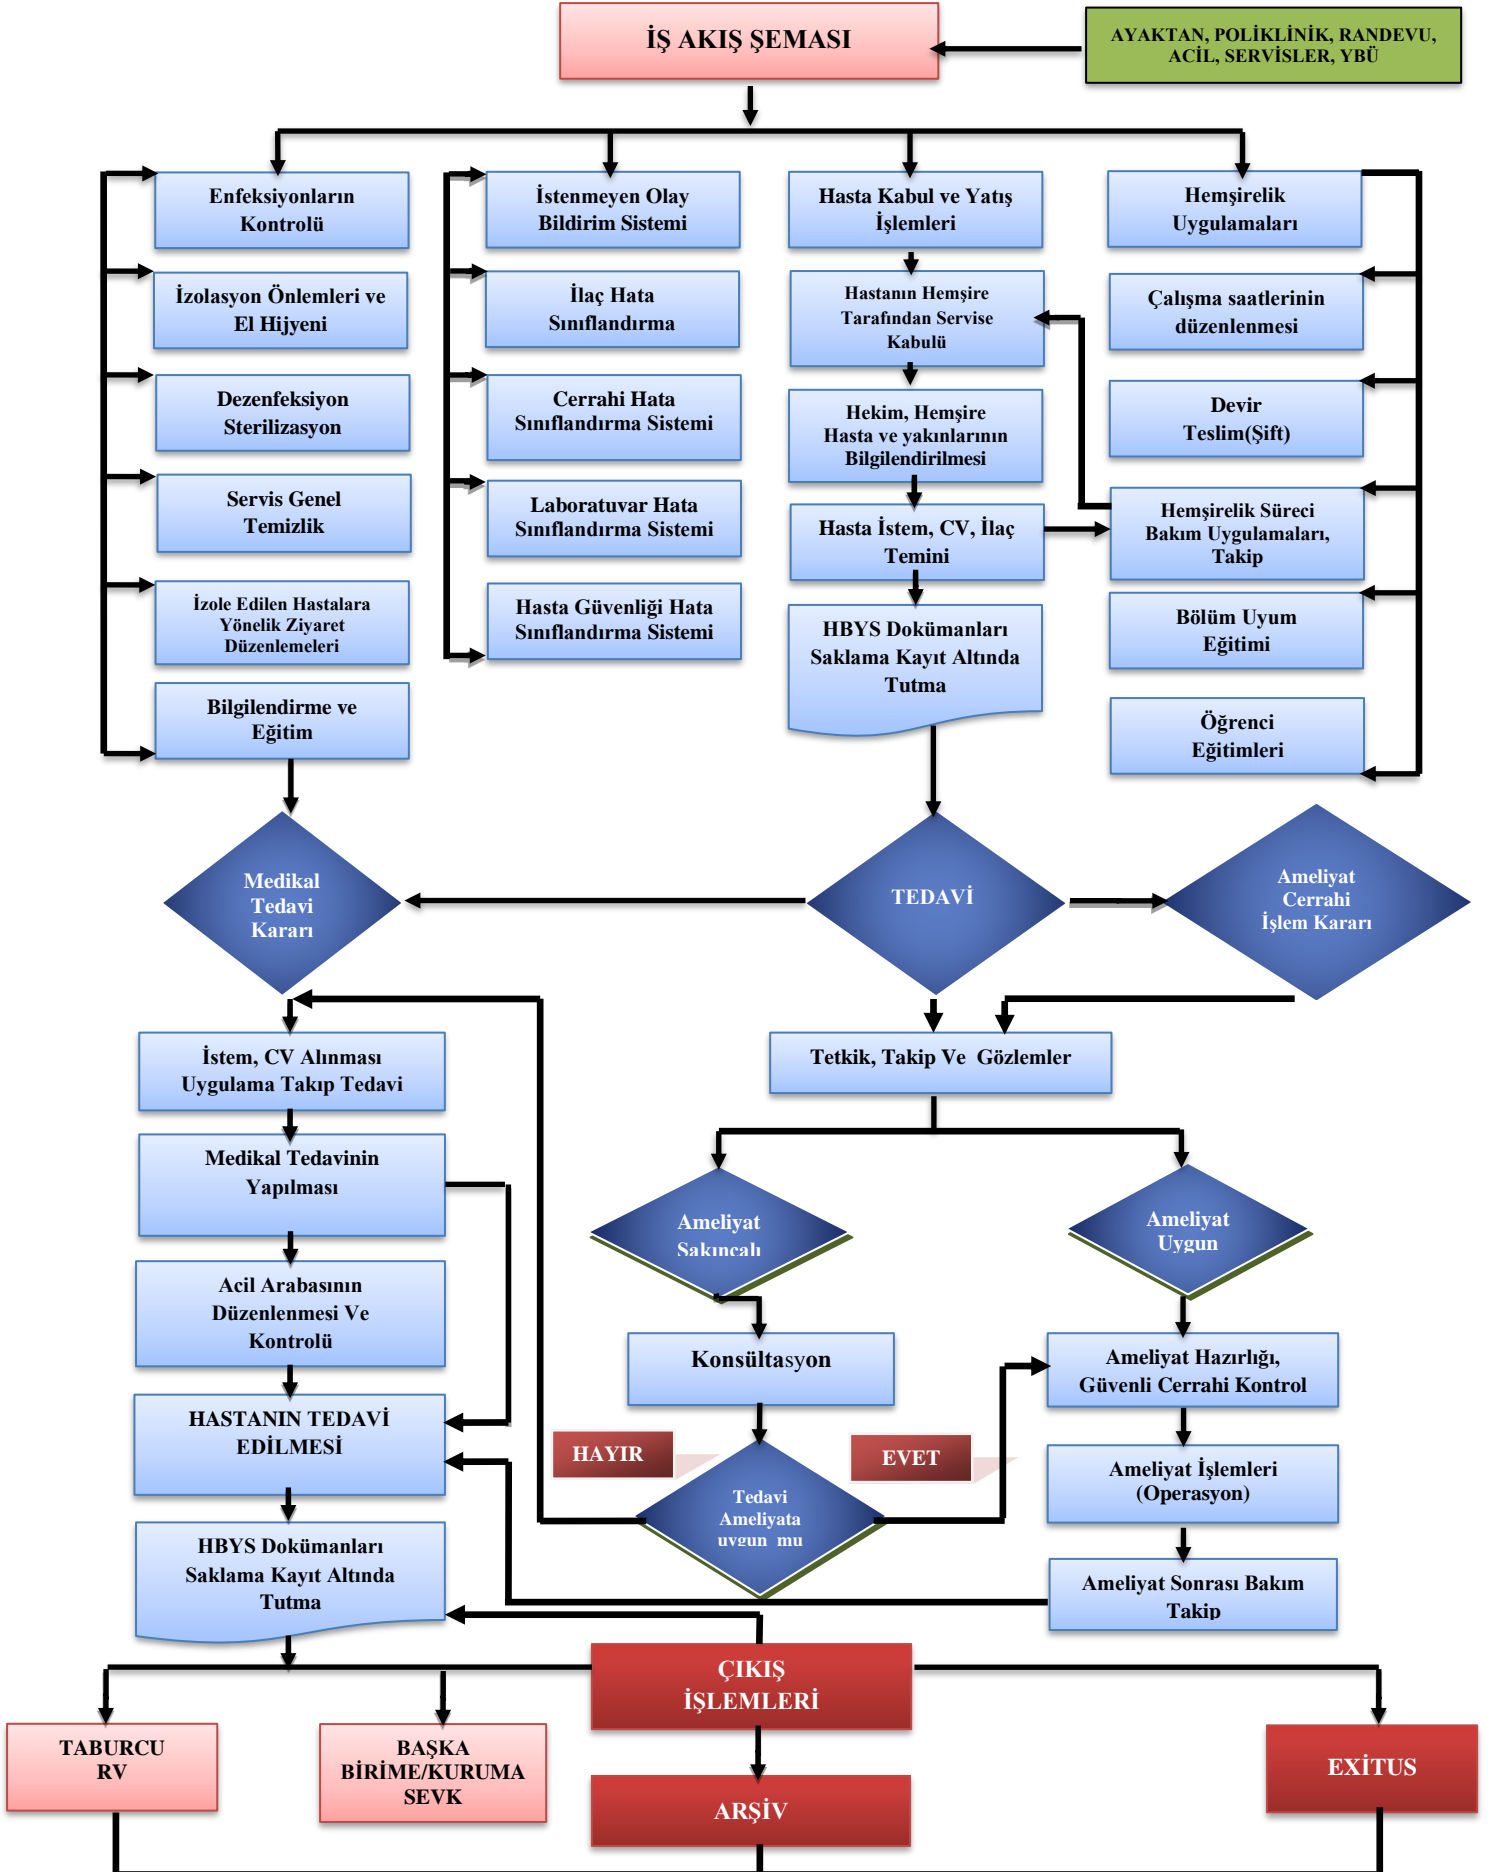 İŞ AKIŞ ŞEMASI
AYAKTAN, POLİKLİNİK, RANDEVU,
ACİL, SERVİSLER, YBÜ
Enfeksiyonların
Kontrolü
İstenmeyen Olay
Bildirim Sistemi
Hasta Kabul ve Yatış
İşlemleri
Hemşirelik
Uygulamaları
İzolasyon Önlemleri ve
El Hijyeni
İlaç Hata
Sınıflandırma
Hastanın Hemşire
Tarafından Servise
Kabulü
Çalışma saatlerinin
düzenlenmesi
Dezenfeksiyon
Sterilizasyon
Cerrahi Hata
Sınıflandırma Sistemi
Hekim, Hemşire
Hasta ve yakınlarının
Bilgilendirilmesi
Devir
Teslim(Şift)
Servis Genel
Temizlik
Laboratuvar Hata
Sınıflandırma Sistemi
Hasta İstem, CV, İlaç
Temini
Hemşirelik Süreci
Bakım Uygulamaları,
Takip
İzole Edilen Hastalara
Yönelik Ziyaret
Düzenlemeleri
Hasta Güvenliği Hata
Sınıflandırma Sistemi
HBYS Dokümanları
Saklama Kayıt Altında
Tutma
Bölüm Uyum
Eğitimi
Bilgilendirme ve
Eğitim
Öğrenci
Eğitimleri
Medikal
Tedavi
Kararı
TEDAVİ
Ameliyat
Cerrahi
İşlem Kararı
İstem, CV Alınması
Uygulama Takıp Tedavi
Tetkik, Takip Ve Gözlemler
Medikal Tedavinin
Yapılması
Ameliyat
Sakıncalı
Ameliyat
Uygun
Acil Arabasının
Düzenlenmesi Ve
Kontrolü
Konsültasyon
Ameliyat Hazırlığı,
Güvenli Cerrahi Kontrol
HASTANIN TEDAVİ
EDİLMESİ
HAYIR
EVET
Tedavi
Ameliyata
uygun mu
Ameliyat İşlemleri
(Operasyon)
HBYS Dokümanları
Saklama Kayıt Altında
Tutma
Ameliyat Sonrası Bakım
Takip
ÇIKIŞ
İŞLEMLERİ
TABURCU
RV
BAŞKA
BİRİME/KURUMA
SEVK
ARŞİV
EXİTUS